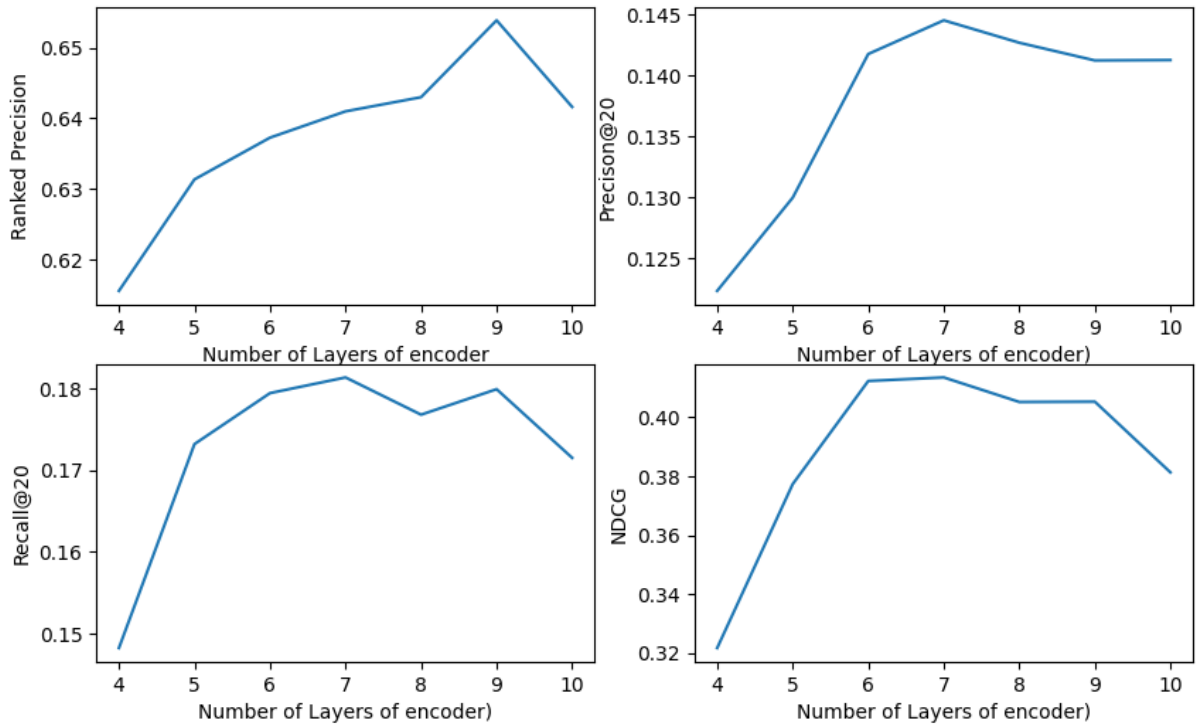 Ranked Precision
0.65
0.64
0.63
0.62
4 5 6 7 8 9 10
Number of Layers of encoder
Precison@20
0.145
0.140
0.135
0.130
0.125
4 5 6 7 8 9 10
Number of Layers of encoder)
Recall@20
0.18
0.17
0.16
0.15
4 5 6 7 8 9 10
Number of Layers of encoder)
NDCG
0.40
0.38
0.36
0.34
0.32
4 5 6 7 8 9 10
Number of Layers of encoder)